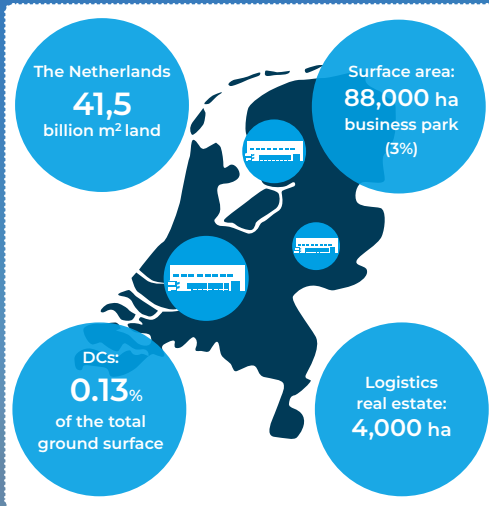 The Netherlands
41,5
billion m² land
Surface area:
88,000 ha
business park
(3%)
DCs:
0.13%
of the total
ground surface
Logistics
real estate:
4,000 ha